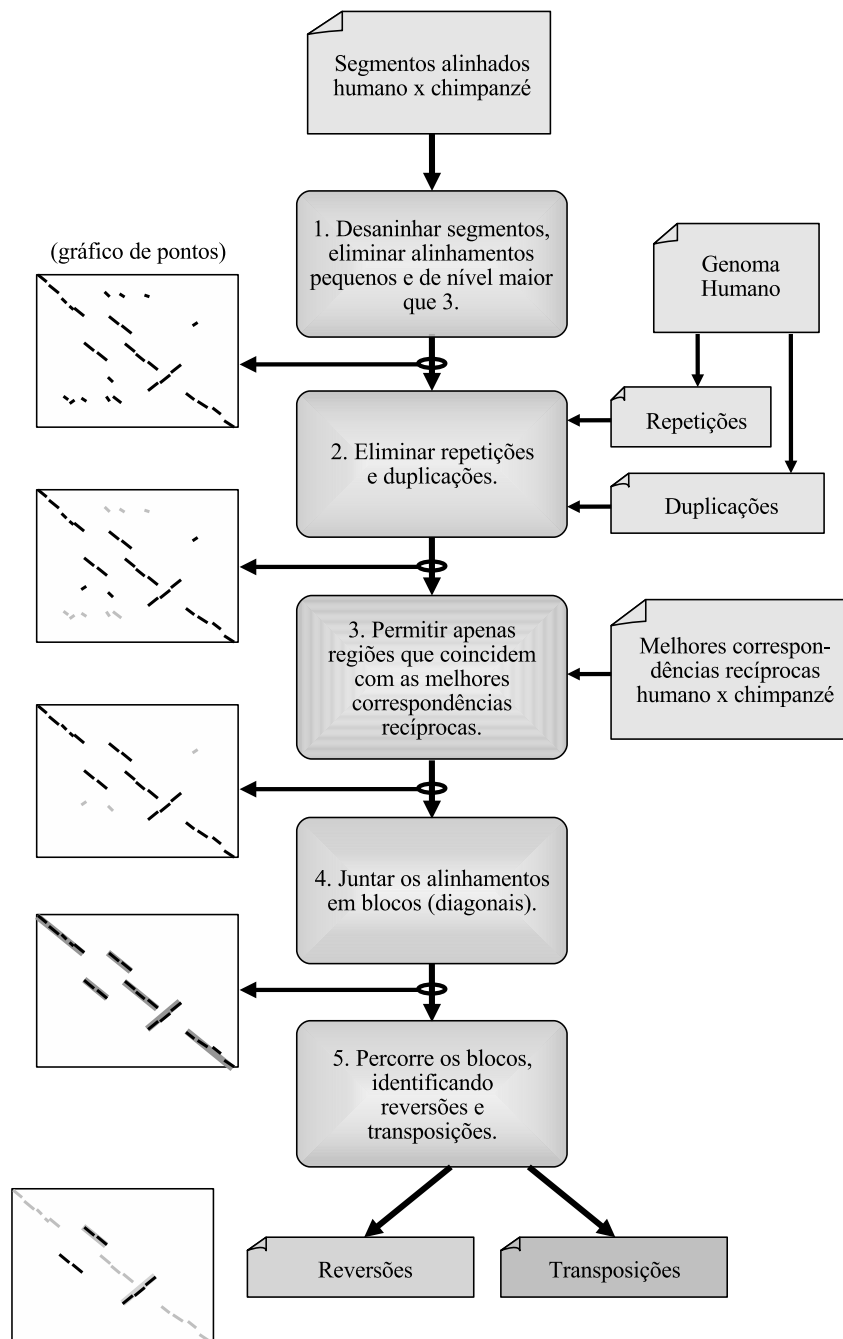 Segmentos alinhados
humano x chimpanzé
1. Desaninhar segmentos,
eliminar alinhamentos
pequenos e de nível maior
que 3.
(gráfico de pontos)
Genoma
Humano
Repetições
2. Eliminar repetições
e duplicações.
Duplicações
3. Permitir apenas
regiões que coincidem
com as melhores
correspondências
recíprocas.
Melhores correspon-
dências recíprocas
humano x chimpanzé
4. Juntar os alinhamentos
em blocos (diagonais).
5. Percorre os blocos,
identificando
reversões e
transposições.
Reversões
Transposições